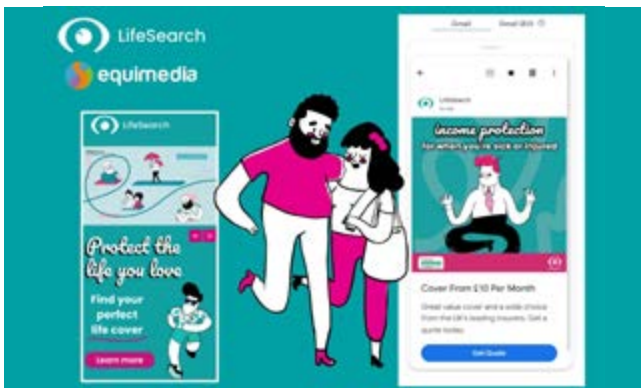 LifeSearch
equimedia
LifeSearch
Protect the
life you love
Find your
perfect
life cover
Learn more
Gmail
LifeSearch
income protection
for when you're sick or injured
Cover From £10 Per Month
Great value cover and a wide choice
from the UK's leading insurers. Get a
quote today.
Get Quote